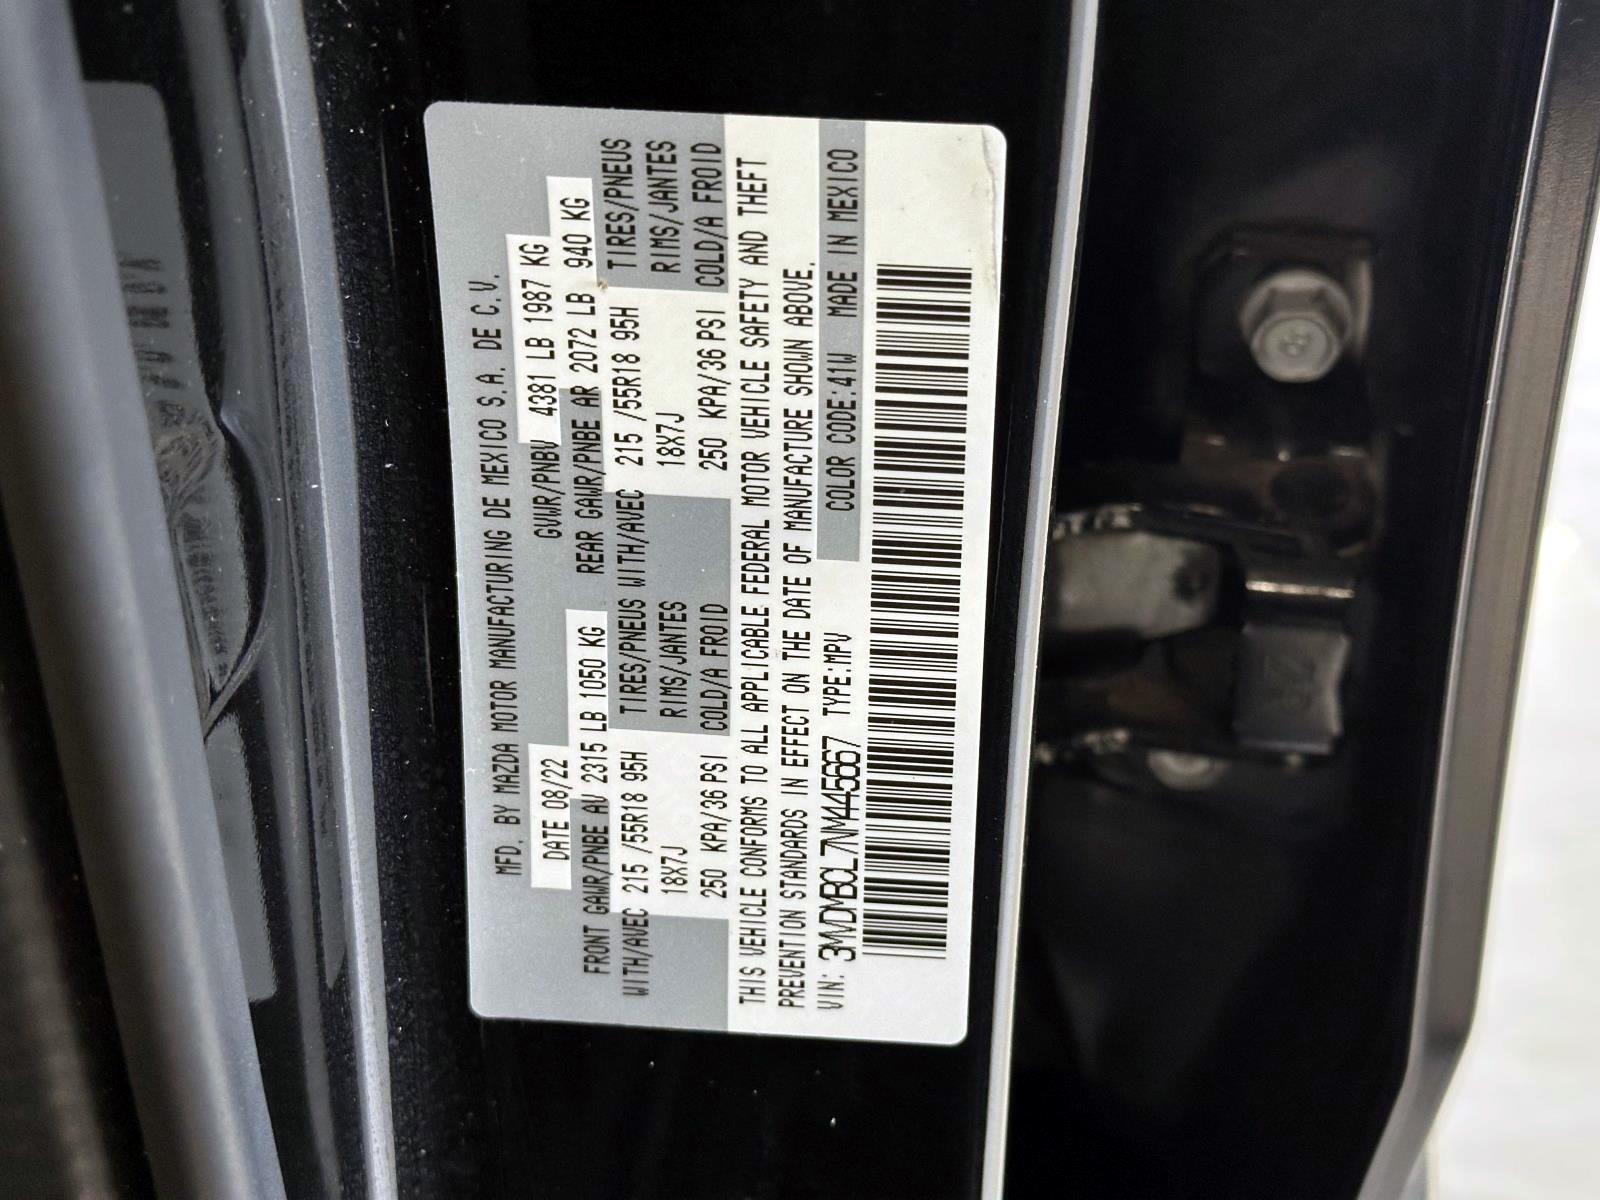 MFD. BY MAZDA MOTOR MANUFACTURING DE MEXICO S.A. DE C.V.
DATE 08/22 GVWR/PNBV 4381 LB 1987 KG
FRONT GAWR/PNBE AV 2315 LB 1050 KG REAR GAWR/PNBE AR 2072 LB 940 KG
WITH/AVEC 215 /55R18 95H TIRES/PNEUS WITH/AVEC 215 /55R18 95H TIRES/PNEUS
18X7J RIMS/JANTES 18X7J RIMS/JANTES
250 KPA/36 PSI COLD/A FROID 250 KPA/36 PSI COLD/A FROID
THIS VEHICLE CONFORMS TO ALL APPLICABLE FEDERAL MOTOR VEHICLE SAFETY AND THEFT
PREVENTION STANDARDS IN EFFECT ON THE DATE OF MANUFACTURE SHOWN ABOVE.
VIN: 3MVDMBCL7NM445667 TYPE:MPV COLOR CODE:41W MADE IN MEXICO